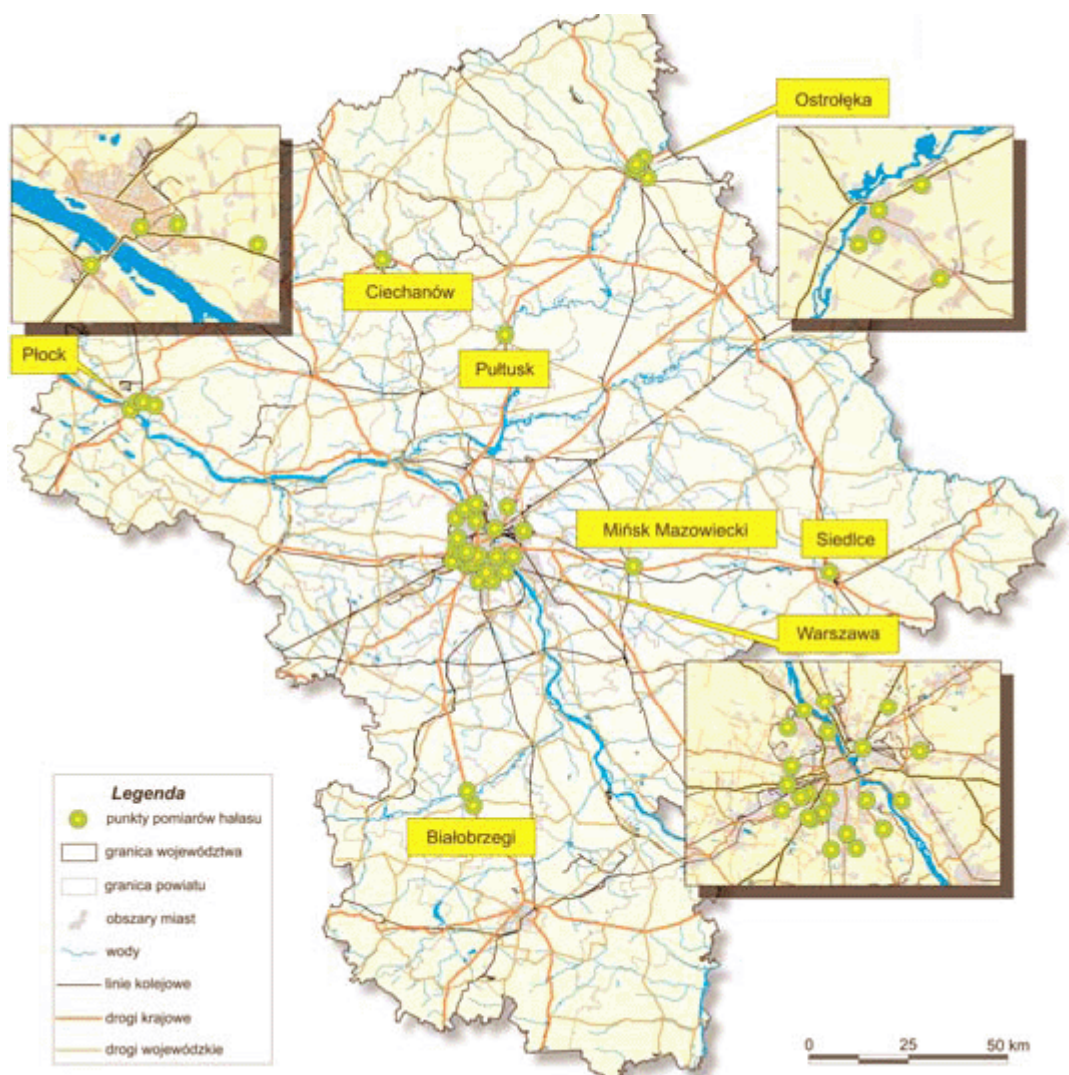 Ostrołęka
Ciechanów
Płock
Pułtusk
Mińsk Mazowiecki
Siedlce
Warszawa
Białobrzegi
Legenda
punkty pomiarów hałasu
granica województwa
granica powiatu
obszary miast
wody
linie kolejowe
drogi krajowe
drogi wojewódzkie
0 25 50 km